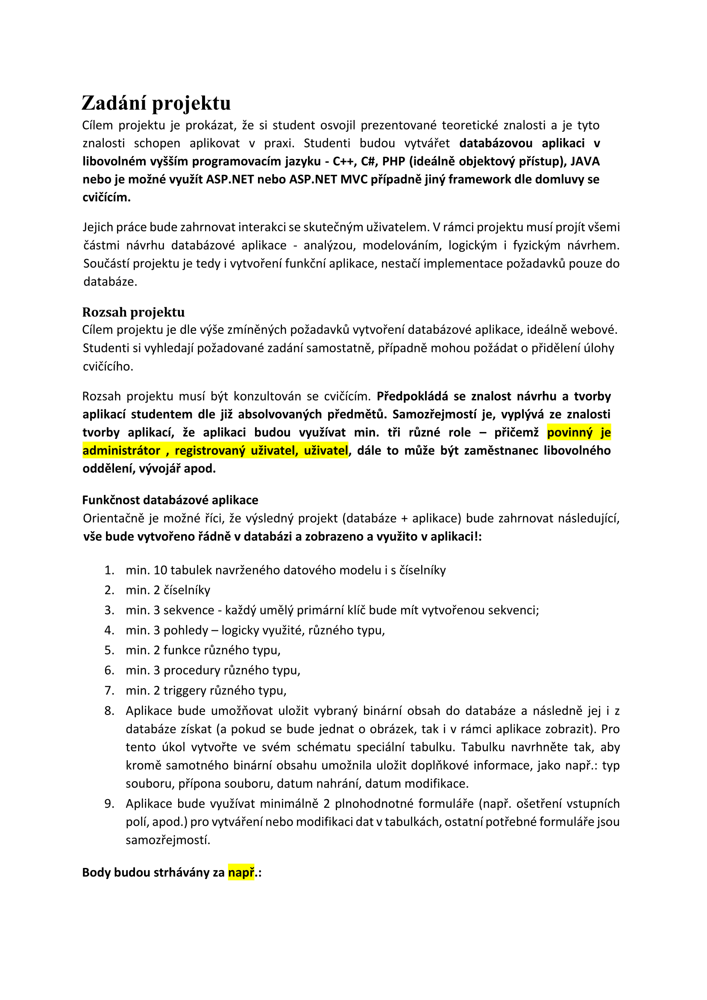 Zadání projektu
Cílem projektu je prokázat, že si student osvojil prezentované teoretické znalosti a je tyto
znalosti schopen aplikovat v praxi. Studenti budou vytvářet databázovou aplikaci v
libovolném vyšším programovacím jazyku - C++, C#, PHP (ideálně objektový přístup), JAVA
nebo je možné využít ASP.NET nebo ASP.NET MVC případně jiný framework dle domluvy se
cvičícím.
Jejich práce bude zahrnovat interakci se skutečným uživatelem. V rámci projektu musí projít všemi
částmi návrhu databázové aplikace - analýzou, modelováním, logickým i fyzickým návrhem.
Součástí projektu je tedy i vytvoření funkční aplikace, nestačí implementace požadavků pouze do
databáze.
Rozsah projektu
Cílem projektu je dle výše zmíněných požadavků vytvoření databázové aplikace, ideálně webové.
Studenti si vyhledají požadované zadání samostatně, případně mohou požádat o přidělení úlohy
cvičícího.
Rozsah projektu musí být konzultován se cvičícím. Předpokládá se znalost návrhu a tvorby
aplikací studentem dle již absolvovaných předmětů. Samozřejmostí je, vyplývá ze znalosti
tvorby aplikací, že aplikaci budou využívat min. tři různé role – přičemž povinný je
administrátor , registrovaný uživatel, uživatel, dále to může být zaměstnanec libovolného
oddělení, vývojář apod.
Funkčnost databázové aplikace
Orientačně je možné říci, že výsledný projekt (databáze + aplikace) bude zahrnovat následující,
vše bude vytvořeno řádně v databázi a zobrazeno a využito v aplikaci!:
1. min. 10 tabulek navrženého datového modelu i s číselníky
2. min. 2 číselníky
3. min. 3 sekvence - každý umělý primární klíč bude mít vytvořenou sekvenci;
4. min. 3 pohledy – logicky využité, různého typu,
5. min. 2 funkce různého typu,
6. min. 3 procedury různého typu,
7. min. 2 triggery různého typu,
8. Aplikace bude umožňovat uložit vybraný binární obsah do databáze a následně jej i z
databáze získat (a pokud se bude jednat o obrázek, tak i v rámci aplikace zobrazit). Pro
tento úkol vytvořte ve svém schématu speciální tabulku. Tabulku navrhněte tak, aby
kromě samotného binární obsahu umožnila uložit doplňkové informace, jako např.: typ
souboru, přípona souboru, datum nahrání, datum modifikace.
9. Aplikace bude využívat minimálně 2 plnohodnotné formuláře (např. ošetření vstupních
polí, apod.) pro vytváření nebo modifikaci dat v tabulkách, ostatní potřebné formuláře jsou
samozřejmostí.
Body budou strhávány za např.: